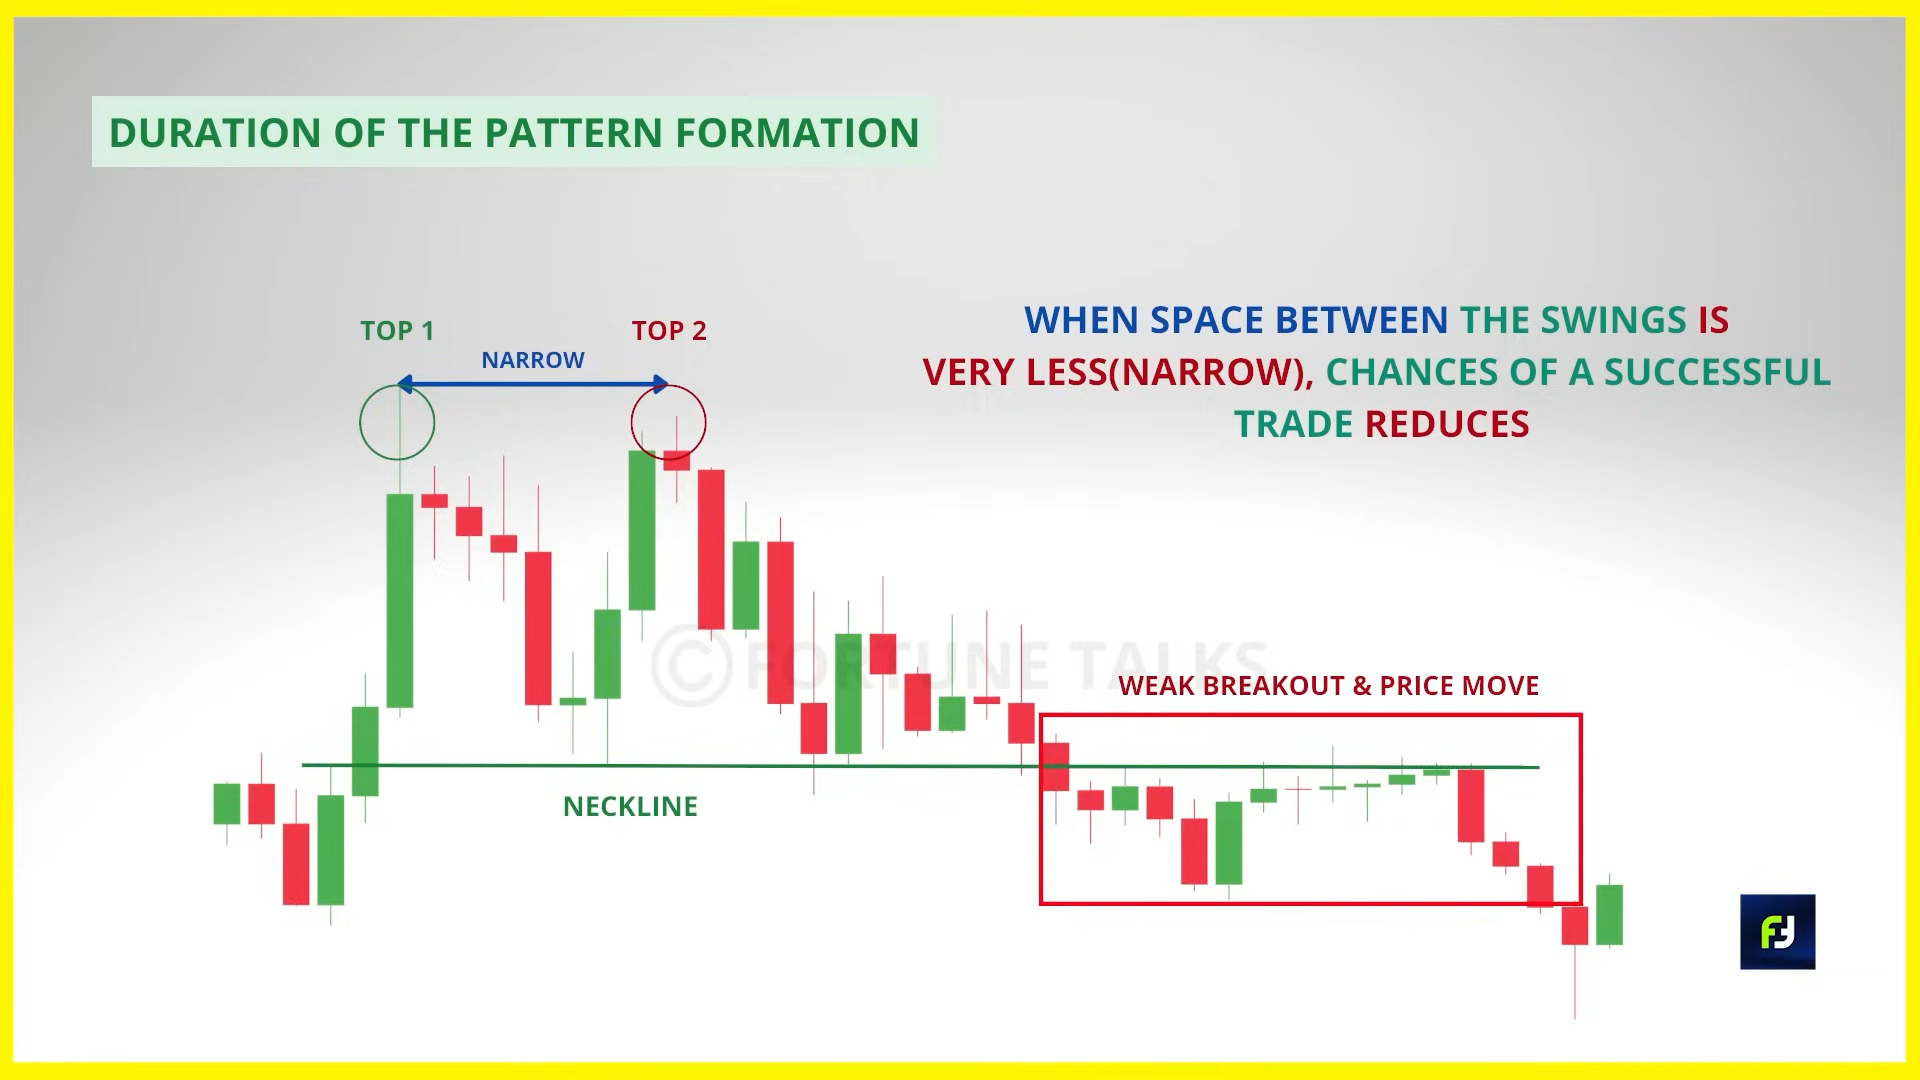 DURATION OF THE PATTERN FORMATION
TOP 1
TOP 2
NARROW
WHEN SPACE BETWEEN THE SWINGS IS
VERY LESS(NARROW), CHANCES OF A SUCCESSFUL
TRADE REDUCES
© FORTUNE TALKS
WEAK BREAKOUT & PRICE MOVE
NECKLINE